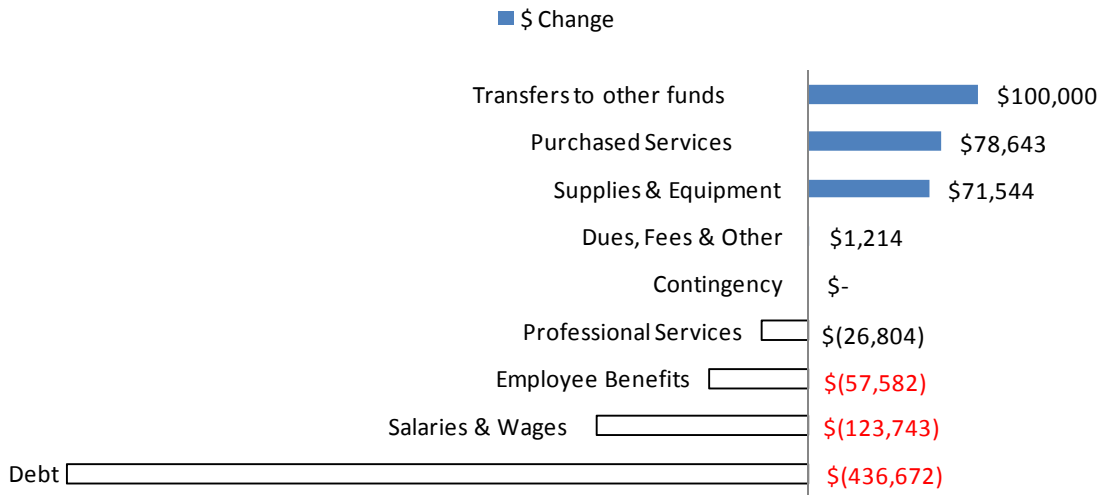 $ Change
Transfers to other funds $100,000
Purchased Services $78,643
Supplies & Equipment $71,544
Dues, Fees & Other $1,214
Contingency $-
Professional Services $(26,804)
Employee Benefits $(57,582)
Salaries & Wages $(123,743)
Debt $(436,672)